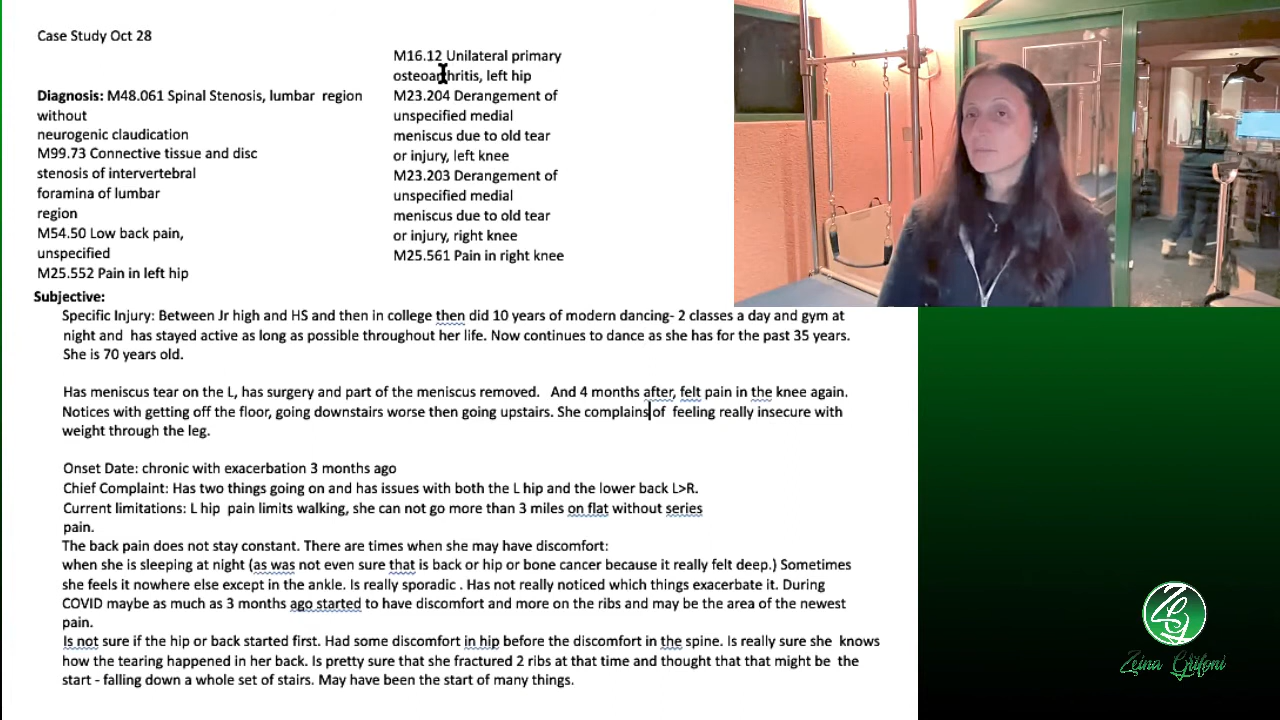 Case Study Oct 28
Diagnosis: M48.061 Spinal Stenosis, lumbar region
without
neurogenic claudication
M99.73 Connective tissue and disc
stenosis of intervertebral
foramina of lumbar
region
M54.50 Low back pain,
unspecified
M25.552 Pain in left hip
M16.12 Unilateral primary
osteoarthritis, left hip
M23.204 Derangement of
unspecified medial
meniscus due to old tear
or injury, left knee
M23.203 Derangement of
unspecified medial
meniscus due to old tear
or injury, right knee
M25.561 Pain in right knee
Subjective:
Specific Injury: Between Jr high and HS and then in college then did 10 years of modern dancing- 2 classes a day and gym at
night and has stayed active as long as possible throughout her life. Now continues to dance as she has for the past 35 years.
She is 70 years old.
Has meniscus tear on the L, has surgery and part of the meniscus removed. And 4 months after, felt pain in the knee again.
Notices with getting off the floor, going downstairs worse then going upstairs. She complains of feeling really insecure with
weight through the leg.
Onset Date: chronic with exacerbation 3 months ago
Chief Complaint: Has two things going on and has issues with both the L hip and the lower back L>R.
Current limitations: L hip pain limits walking, she can not go more than 3 miles on flat without series
pain.
The back pain does not stay constant. There are times when she may have discomfort:
when she is sleeping at night (as was not even sure that is back or hip or bone cancer because it really felt deep.) Sometimes
she feels it nowhere else except in the ankle. Is really sporadic . Has not really noticed which things exacerbate it. During
COVID maybe as much as 3 months ago started to have discomfort and more on the ribs and may be the area of the newest
pain.
Is not sure if the hip or back started first. Had some discomfort in hip before the discomfort in the spine. Is really sure she knows
how the tearing happened in her back. Is pretty sure that she fractured 2 ribs at that time and thought that that might be the
start - falling down a whole set of stairs. May have been the start of many things.
ZG
Zeina Grifoni